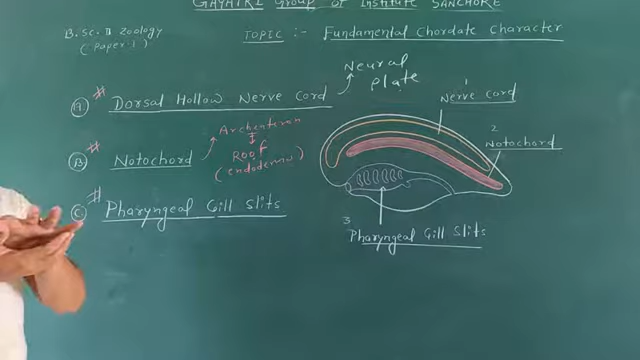 GAYATRI Group of Institute SANCHORE
B.Sc. II Zoology
(Paper-I)
TOPIC :- Fundamental Chordate Character
Neural
Plate
# (A) Dorsal Hollow Nerve Cord
1
Nerve Cord
Archenteron
Roof
(endoderm)
# (B) Notochord
2
Notochord
# (C) Pharyngeal Gill Slits
3
Pharyngeal Gill Slits